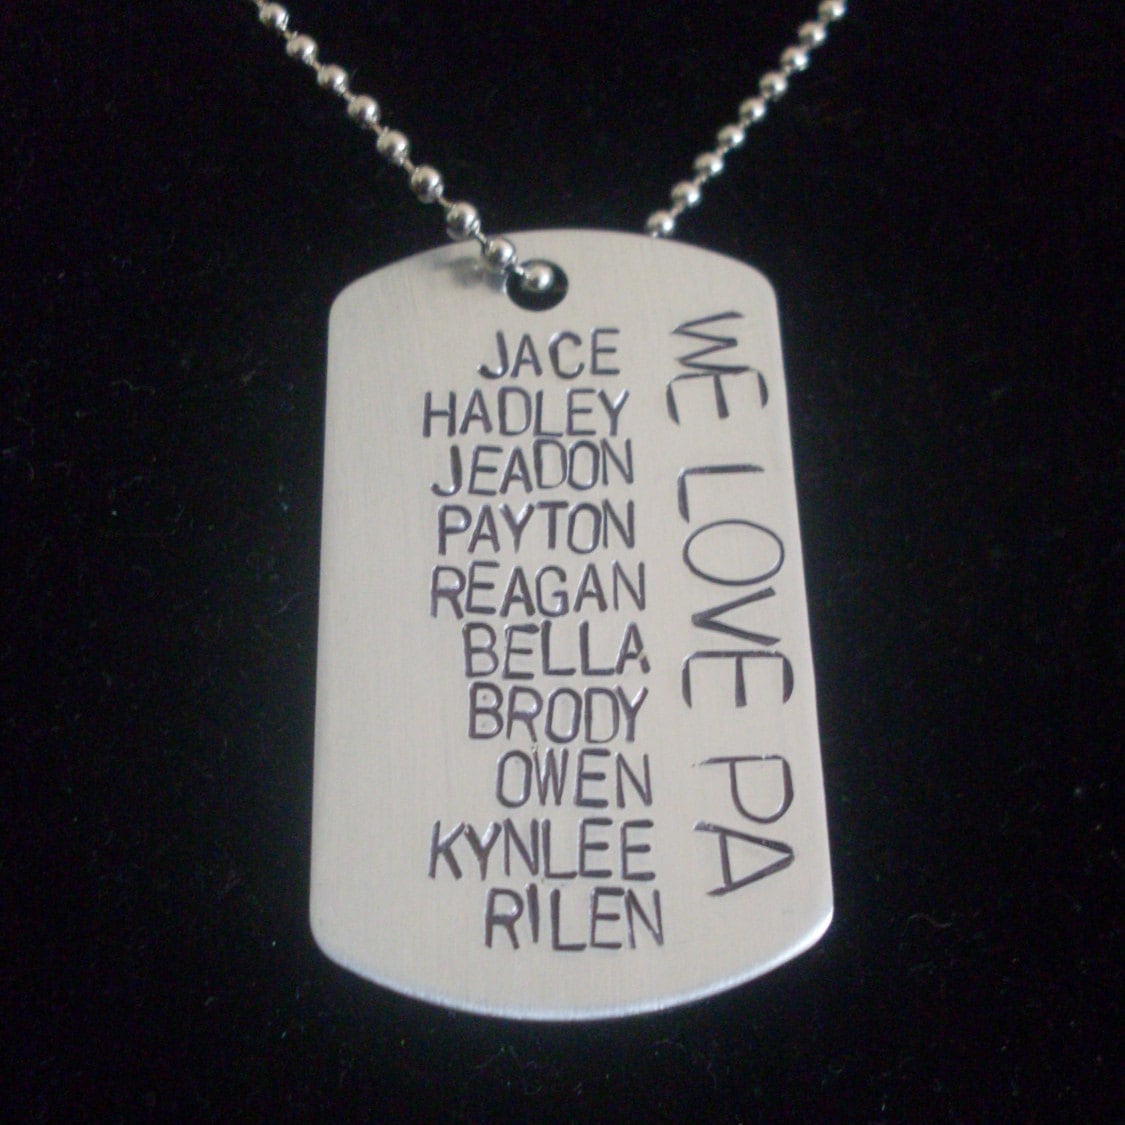 JACE
HADLEY
JEADON
PAYTON
REAGAN
BELLA
BRODY
OWEN
KYNLEE
RILEN
WE LOVE PA